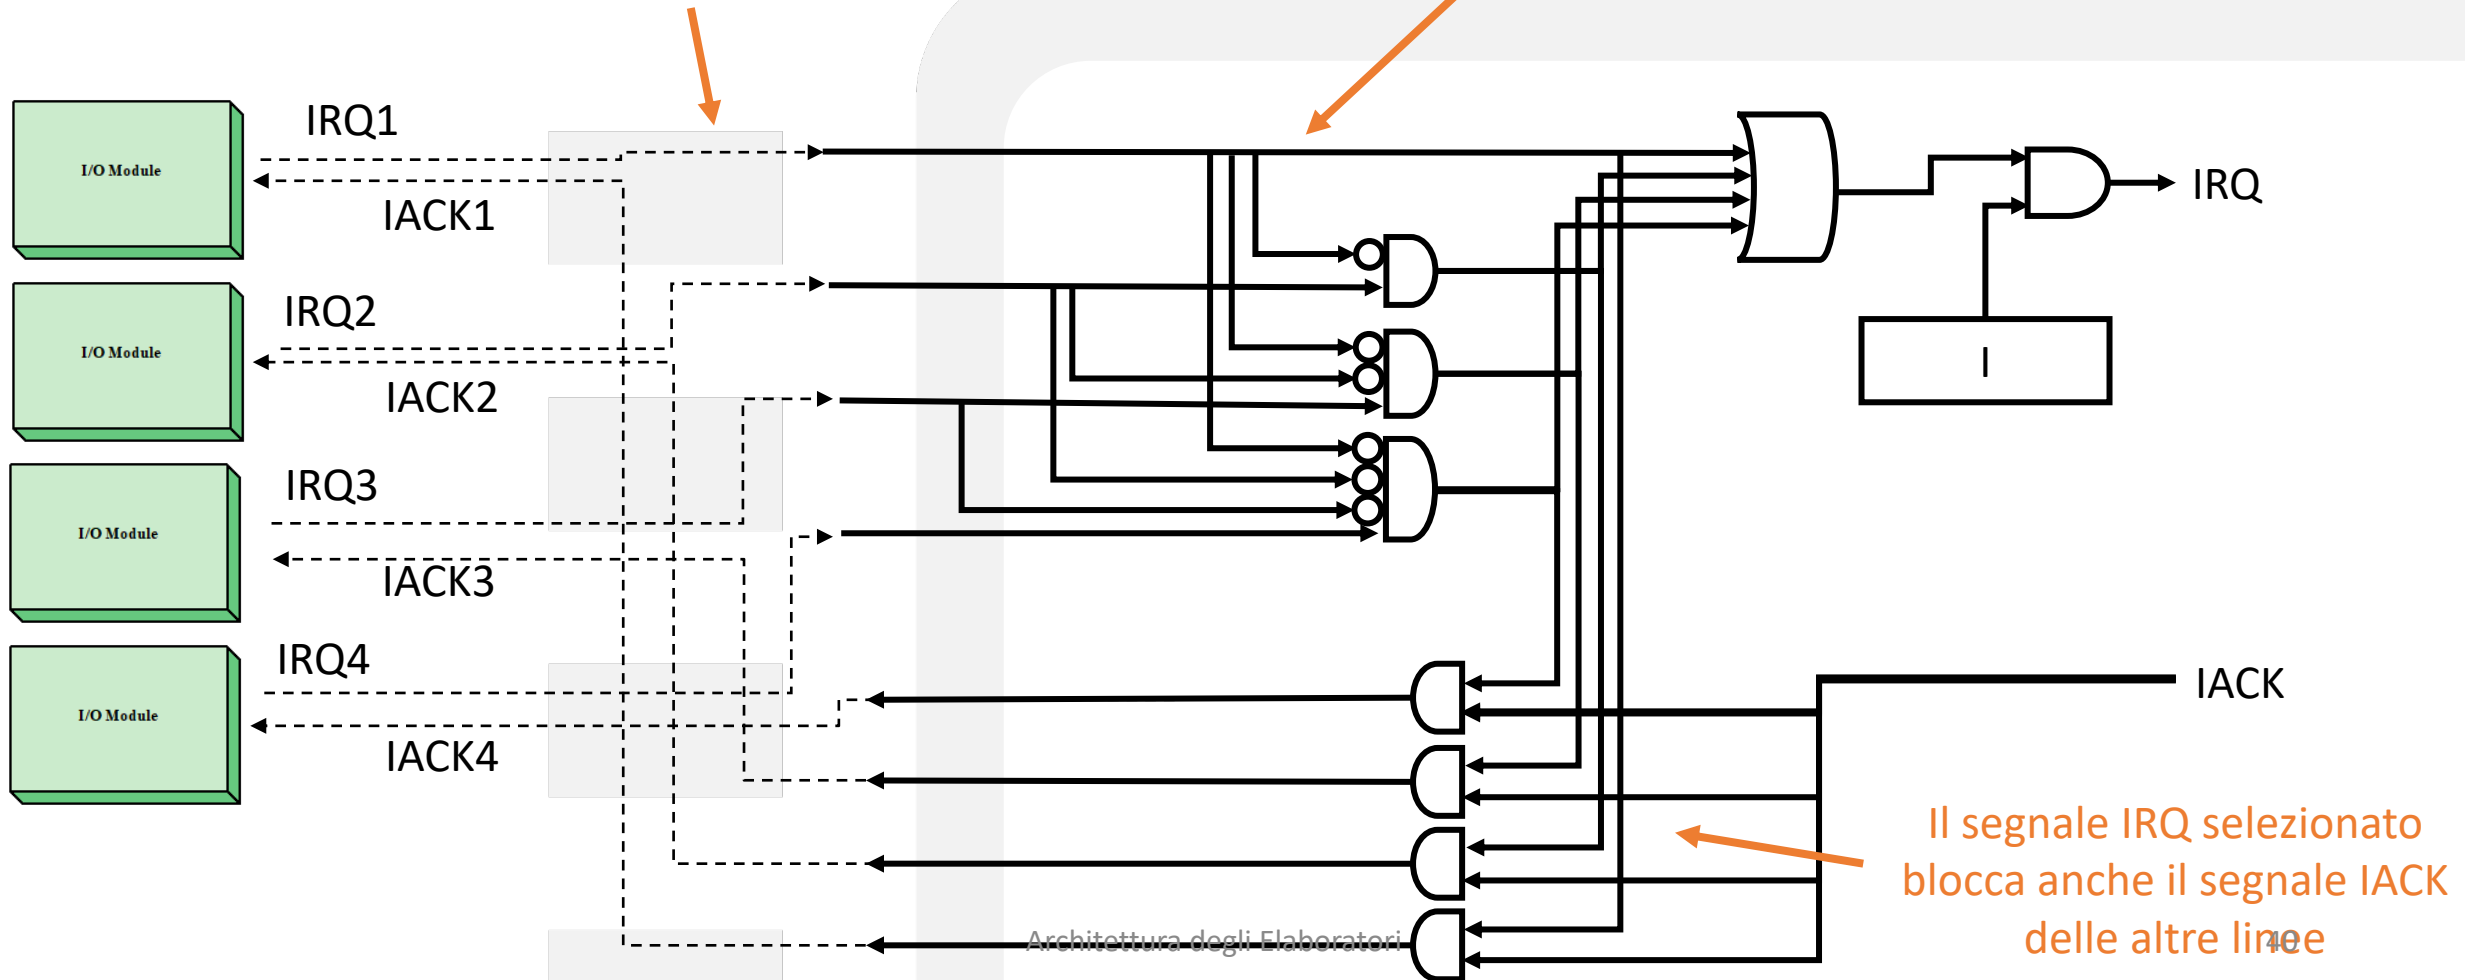 IRQ1
I/O Module
IACK1
IRQ
IRQ2
I/O Module
IACK2
I
IRQ3
I/O Module
IACK3
IRQ4
IACK
I/O Module
IACK4
Il segnale IRQ selezionato
blocca anche il segnale IACK
delle altre linee
Architettura degli Elaboratori
40